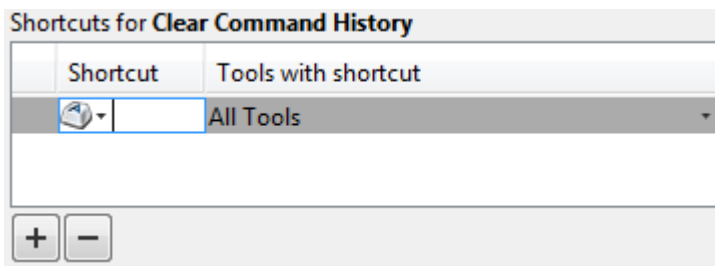 Shortcuts for Clear Command History
Shortcut Tools with shortcut
All Tools